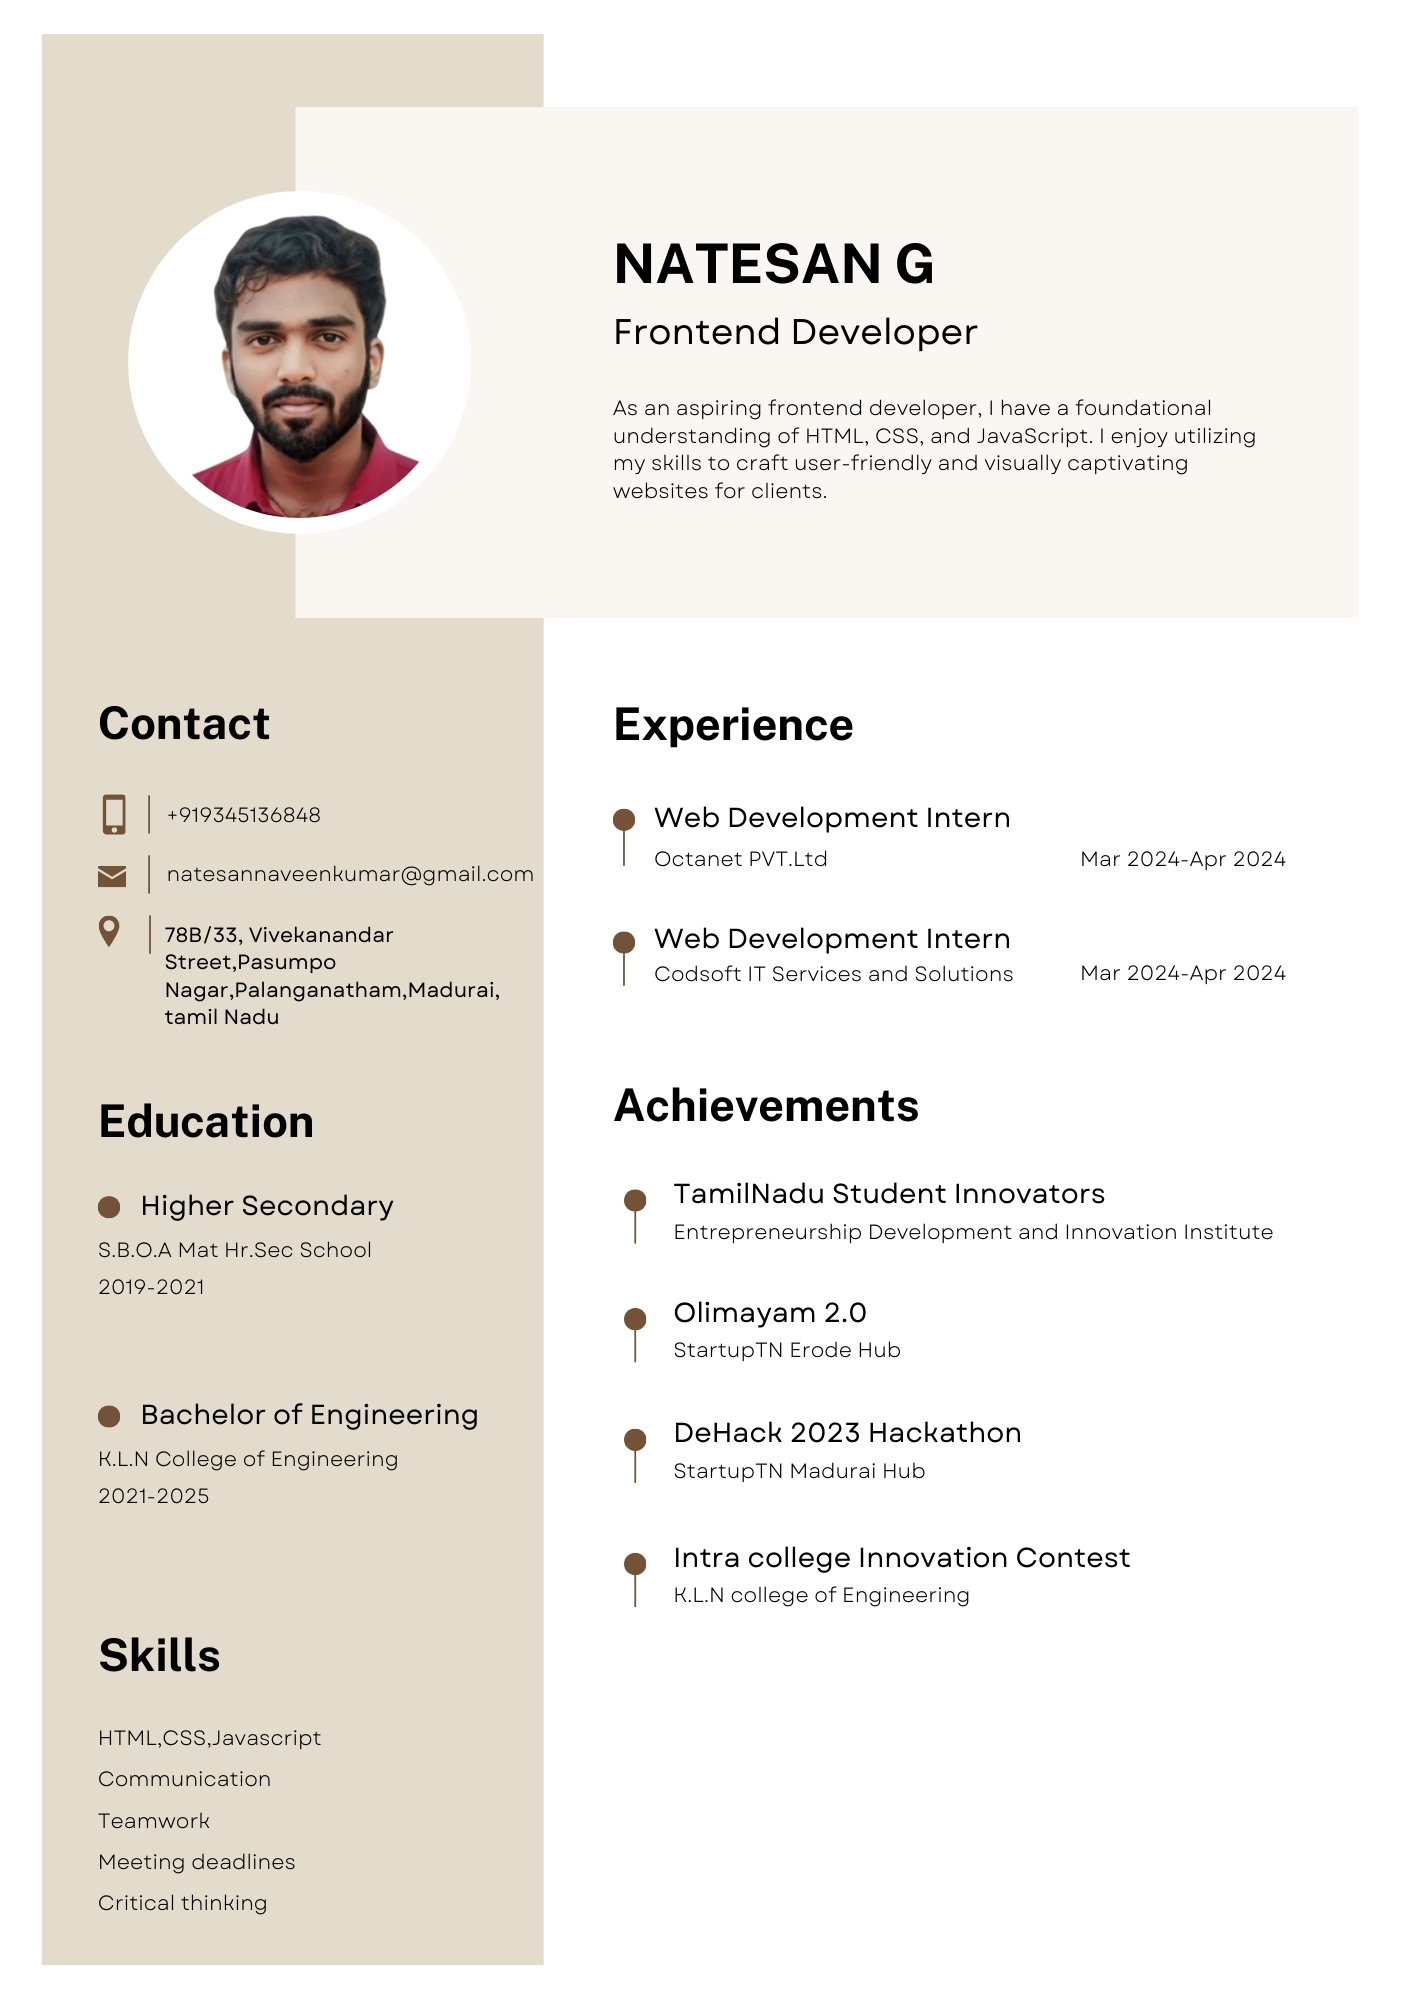 NATESAN G
Frontend Developer
As an aspiring frontend developer, I have a foundational
understanding of HTML, CSS, and JavaScript. I enjoy utilizing
my skills to craft user-friendly and visually captivating
websites for clients.
Contact
+919345136848
natesannaveenkumar@gmail.com
78B/33, Vivekanandar
Street,Pasumpo
Nagar,Palanganatham,Madurai,
tamil Nadu
Education
Higher Secondary
S.B.O.A Mat Hr.Sec School
2019-2021
Bachelor of Engineering
K.L.N College of Engineering
2021-2025
Skills
HTML,CSS,Javascript
Communication
Teamwork
Meeting deadlines
Critical thinking
Experience
Web Development Intern
Octanet PVT.Ltd Mar 2024-Apr 2024
Web Development Intern
Codsoft IT Services and Solutions Mar 2024-Apr 2024
Achievements
TamilNadu Student Innovators
Entrepreneurship Development and Innovation Institute
Olimayam 2.0
StartupTN Erode Hub
DeHack 2023 Hackathon
StartupTN Madurai Hub
Intra college Innovation Contest
K.L.N college of Engineering